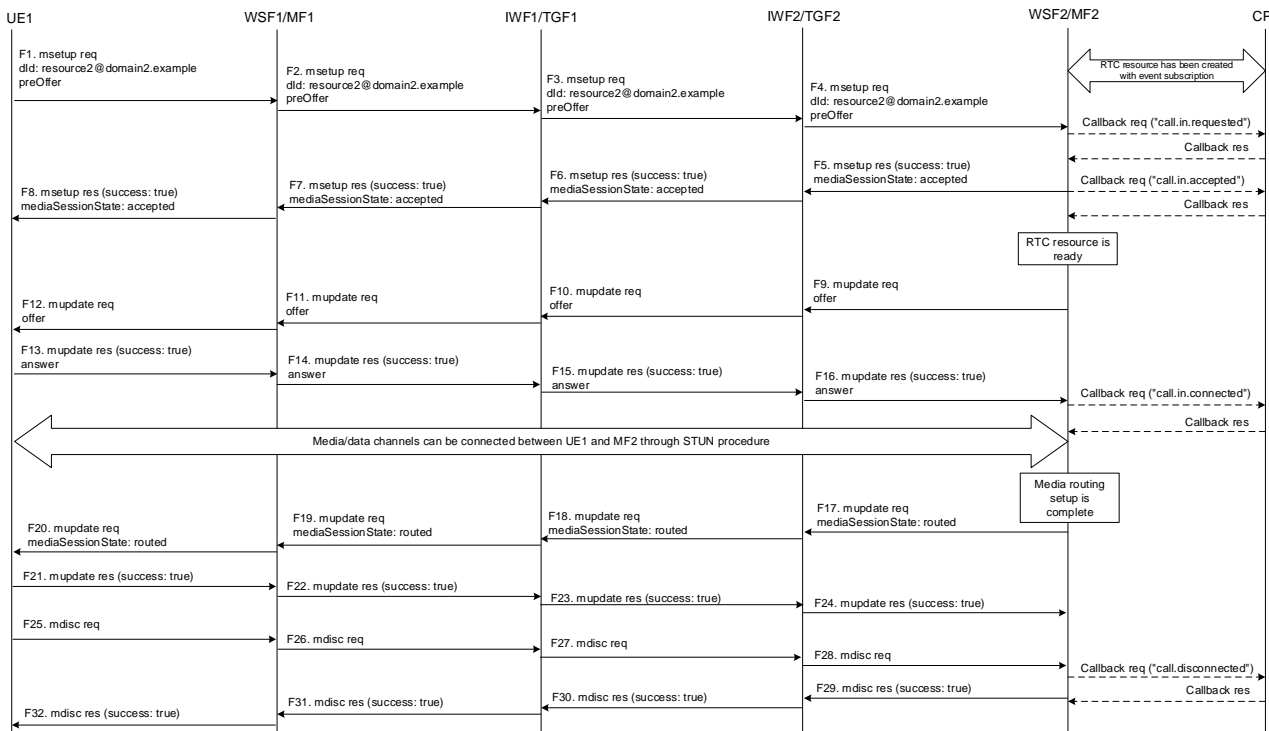 UE1
WSF1/MF1
IWF1/TGF1
IWF2/TGF2
WSF2/MF2
CP
F1. msetup req
dId: resource2@domain2.example
preOffer
F2. msetup req
dId: resource2@domain2.example
preOffer
F3. msetup req
dId: resource2@domain2.example
preOffer
F4. msetup req
dId: resource2@domain2.example
preOffer
RTC resource has been created
with event subscription
Callback req ("call.in.requested")
Callback res
F5. msetup res (success: true)
mediaSessionState: accepted
F6. msetup res (success: true)
mediaSessionState: accepted
F7. msetup res (success: true)
mediaSessionState: accepted
F8. msetup res (success: true)
mediaSessionState: accepted
Callback req ("call.in.accepted")
Callback res
RTC resource is
ready
F9. mupdate req
offer
F10. mupdate req
offer
F11. mupdate req
offer
F12. mupdate req
offer
F13. mupdate res (success: true)
answer
F14. mupdate res (success: true)
answer
F15. mupdate res (success: true)
answer
F16. mupdate res (success: true)
answer
Callback req ("call.in.connected")
Callback res
Media/data channels can be connected between UE1 and MF2 through STUN procedure
Media routing
setup is
complete
F17. mupdate req
mediaSessionState: routed
F18. mupdate req
mediaSessionState: routed
F19. mupdate req
mediaSessionState: routed
F20. mupdate req
mediaSessionState: routed
F21. mupdate res (success: true)
F22. mupdate res (success: true)
F23. mupdate res (success: true)
F24. mupdate res (success: true)
F25. mdisc req
F26. mdisc req
F27. mdisc req
F28. mdisc req
Callback req ("call.disconnected")
Callback res
F29. mdisc res (success: true)
F30. mdisc res (success: true)
F31. mdisc res (success: true)
F32. mdisc res (success: true)